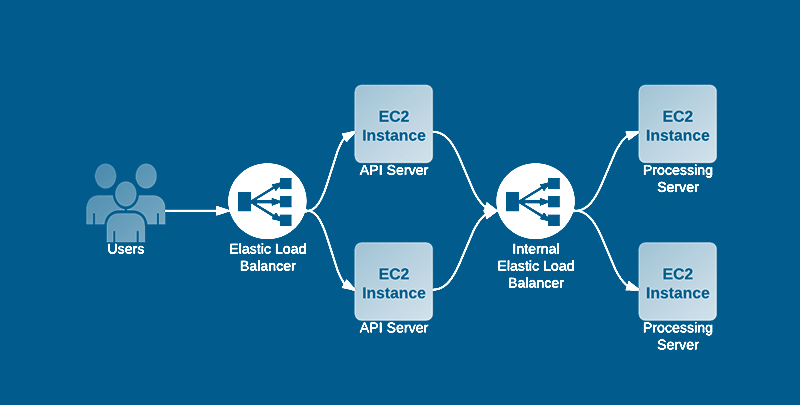 Users
Elastic Load
Balancer
EC2
Instance
API Server
EC2
Instance
API Server
Internal
Elastic Load
Balancer
EC2
Instance
Processing
Server
EC2
Instance
Processing
Server